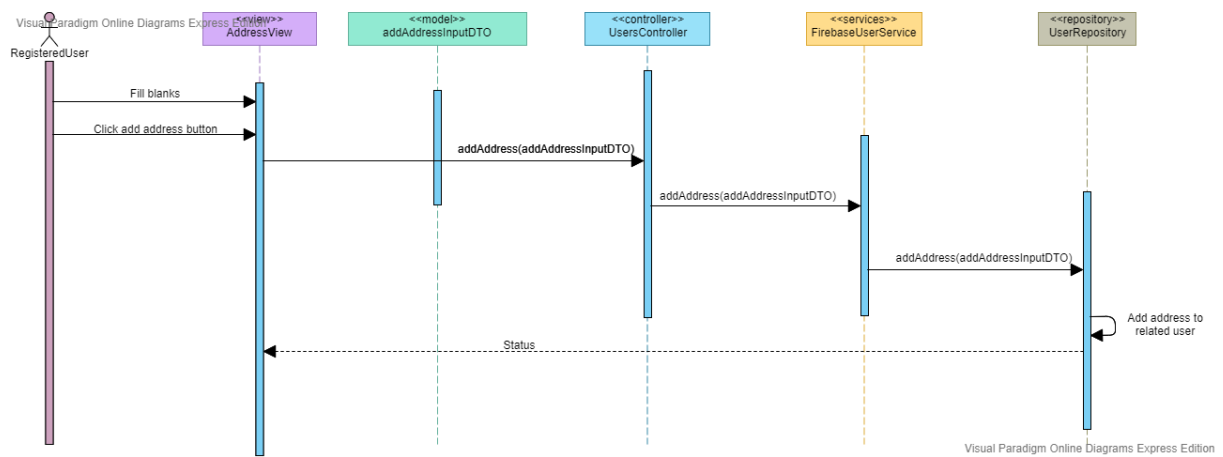 Visual Paradigm Online Diagrams Express Edition
RegisteredUser
<<view>>
AddressView
<<model>>
addAddressInputDTO
<<controller>>
UsersController
<<services>>
FirebaseUserService
<<repository>>
UserRepository
Fill blanks
Click add address button
addAddress(addAddressInputDTO)
addAddress(addAddressInputDTO)
addAddress(addAddressInputDTO)
Add address to
related user
Status
Visual Paradigm Online Diagrams Express Edition